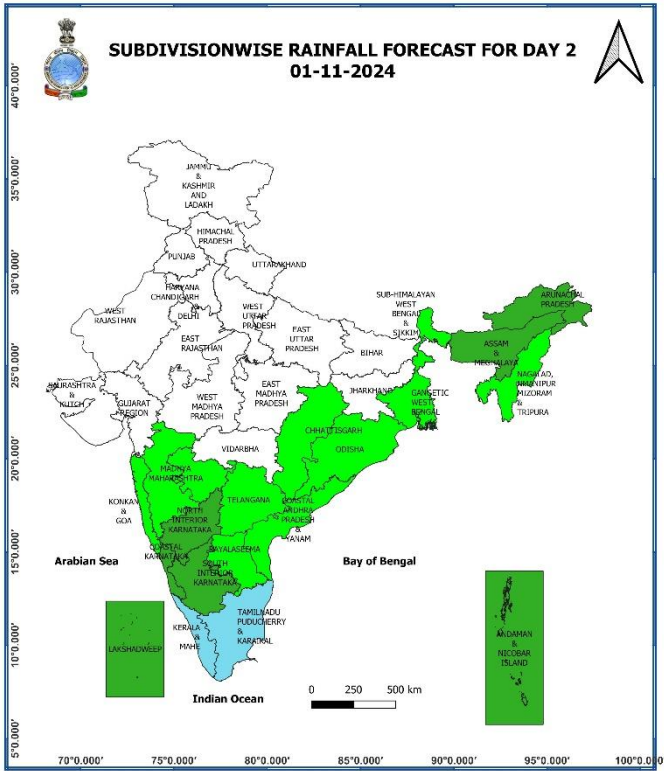 SUBDIVISIONWISE RAINFALL FORECAST FOR DAY 2
01-11-2024
40°0.000'
35°0.000'
30°0.000'
25°0.000'
20°0.000'
15°0.000'
10°0.000'
5°0.000'
JAMMU
&
KASHMIR
AND
LADAKH
HIMACHAL
PRADESH
PUNJAB
UTTARAKHAND
HARYANA
CHANDIGARH
DELHI
WEST
RAJASTHAN
WEST
UTTAR
PRADESH
EAST
RAJASTHAN
EAST
UTTAR
PRADESH
SUB-HIMALAYAN
WEST
BENGAL
&
SIKKIM
ARUNACHAL
PRADESH
ASSAM
&
MEGHALAYA
BIHAR
NAGALAD,
MANIPUR
MIZORAM
&
TRIPURA
SAURASHTRA
&
KUTCH
GUJARAT
REGION
WEST
MADHYA
PRADESH
EAST
MADHYA
PRADESH
JHARKHAND
GANGETIC
WEST
BENGAL
CHHATTISGARH
ODISHA
VIDARBHA
MADHYA
MAHARASHTRA
KONKAN
&
GOA
NORTH
INTERIOR
KARNATAKA
TELANGANA
COASTAL
ANDHRA
PRADESH
&
YANAM
COASTAL
KARNATAKA
RAYALASEEMA
SOUTH
INTERIOR
KARNATAKA
Arabian Sea
Bay of Bengal
KERALA
&
MAHE
TAMILNADU
PUDUCHERRY
&
KARAIKAL
LAKSHADWEEP
ANDAMAN
&
NICOBAR
ISLAND
Indian Ocean
0 250 500 km
70°0.000' 75°0.000' 80°0.000' 85°0.000' 90°0.000' 95°0.000' 100°0.0